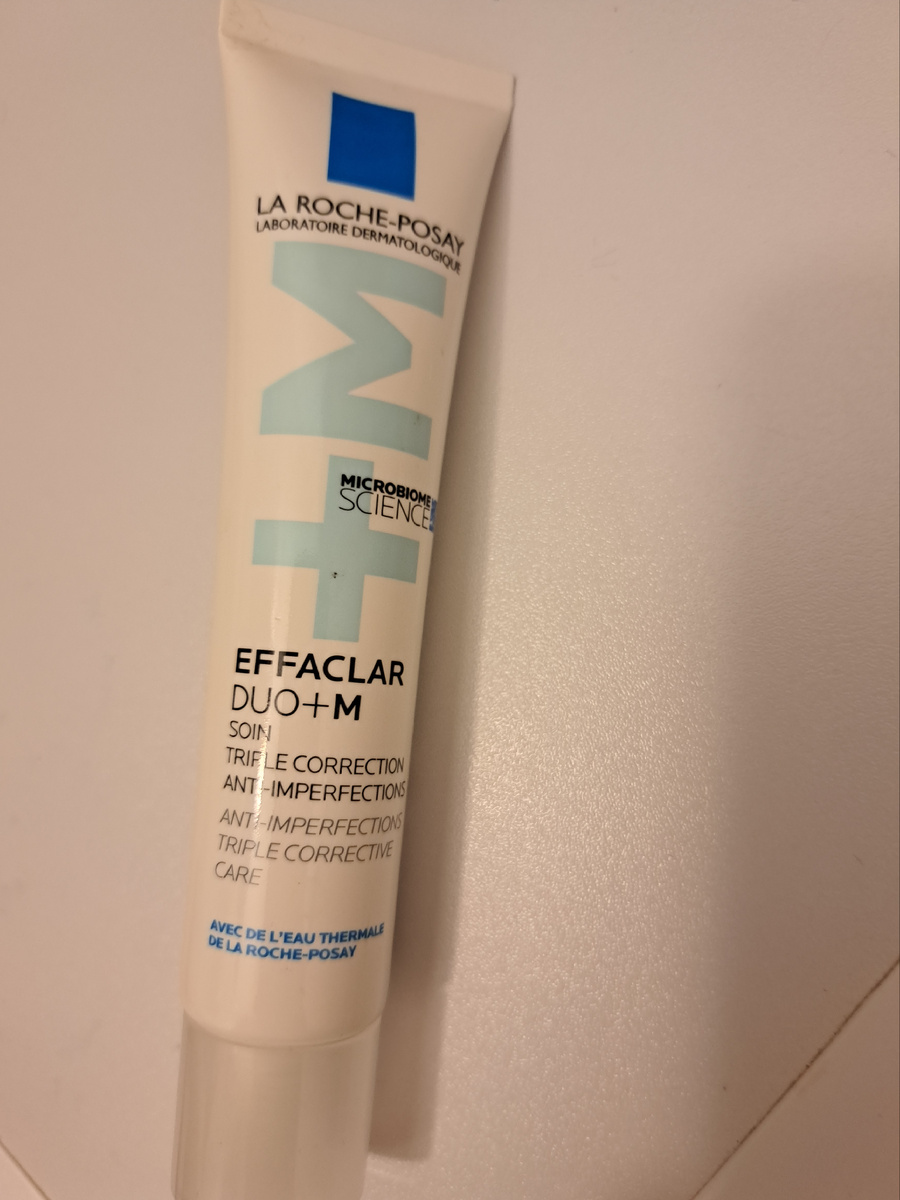 LA ROCHE-POSAY
LABORATOIRE DERMATOLOGIQUE
+M
MICROBIOME
SCIENCE
EFFACLAR
DUO+M
SOIN
TRIPLE CORRECTION
ANTI-IMPERFECTIONS
ANTI-IMPERFECTIONS
TRIPLE CORRECTIVE
CARE
AVEC DE L'EAU THERMALE
DE LA ROCHE-POSAY